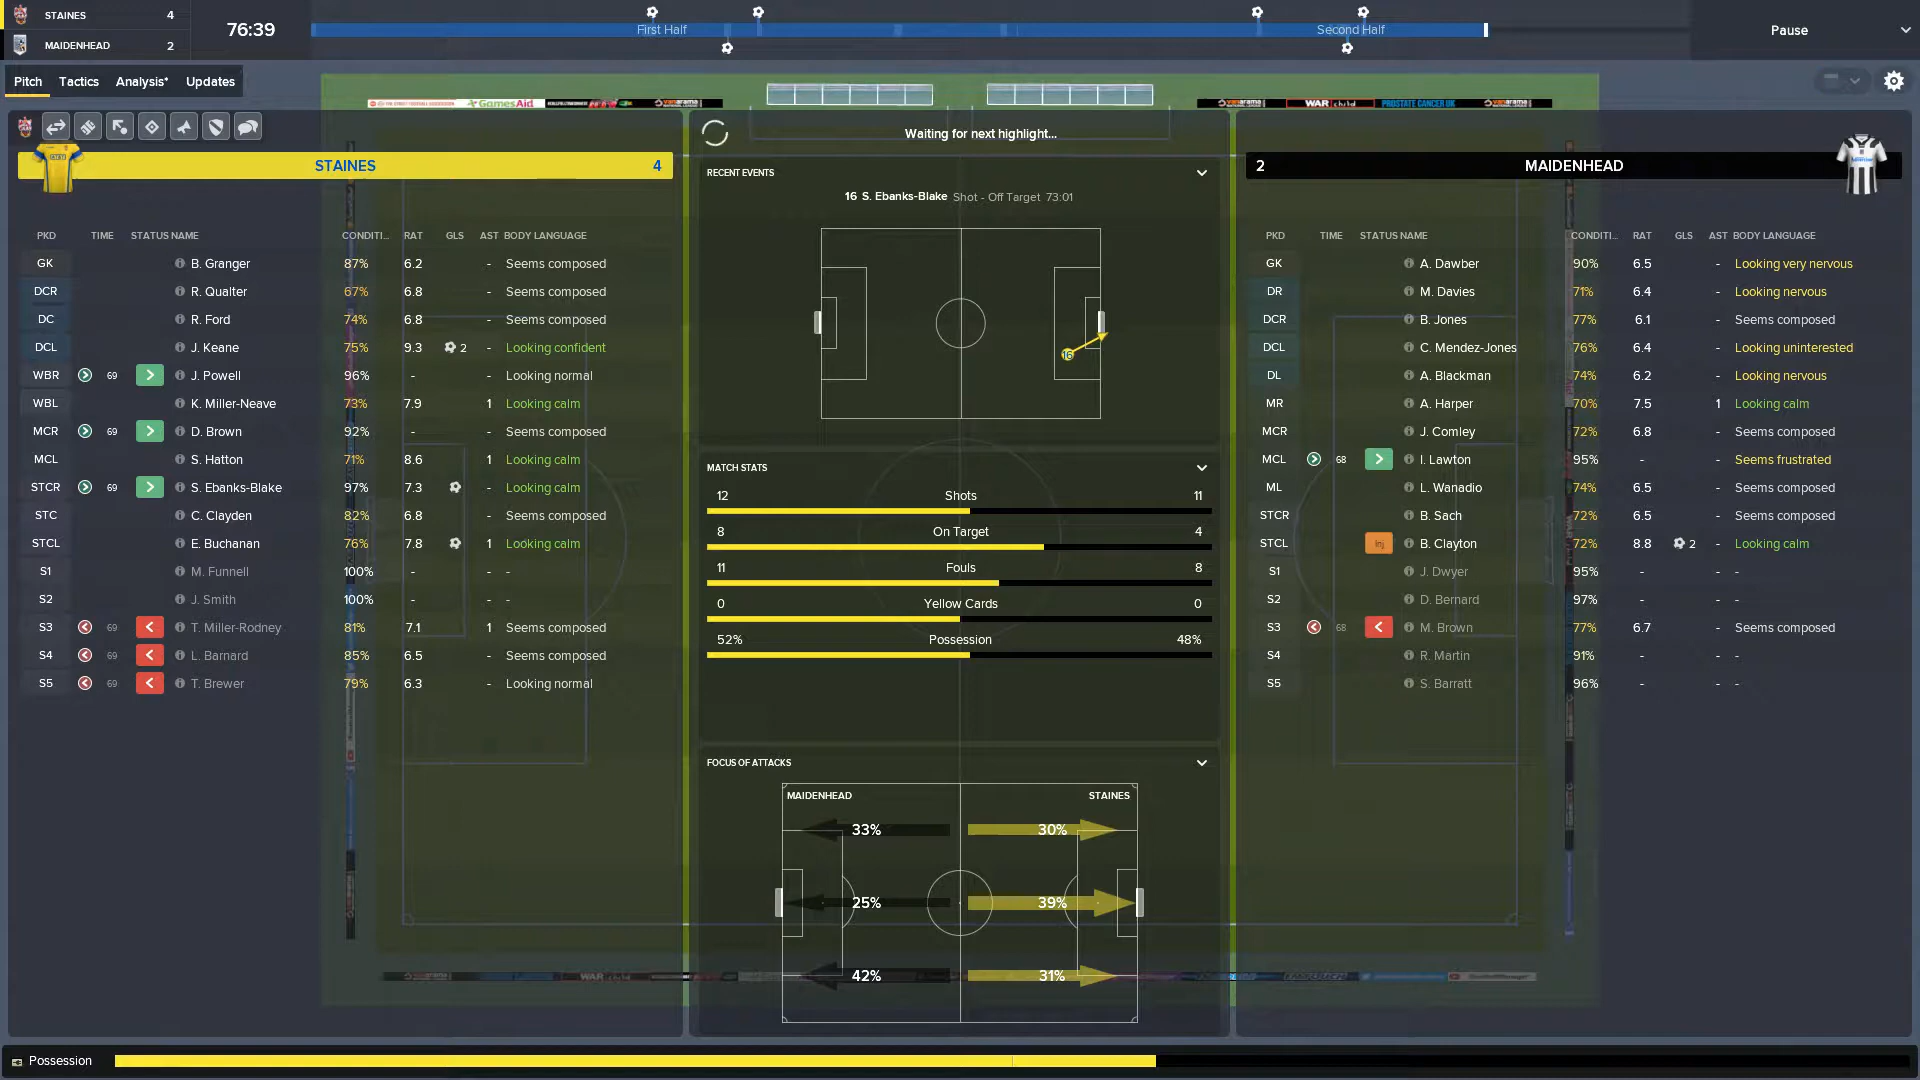 STAINES 4
MAIDENHEAD 2
76:39
First Half
Second Half
Pause
Pitch Tactics Analysis* Updates
GamesAid
WAR child
PROSTATE CANCER UK
STAINES 4
Waiting for next highlight...
2 MAIDENHEAD
PKD TIME STATUS NAME CONDITI... RAT GLS AST BODY LANGUAGE
GK B. Granger 87% 6.2 - Seems composed
DCR R. Qualter 67% 6.8 - Seems composed
DC R. Ford 74% 6.8 - Seems composed
DCL J. Keane 75% 9.3 2 - Looking confident
WBR 69 J. Powell 96% - - Looking normal
WBL K. Miller-Neave 73% 7.9 1 Looking calm
MCR 69 D. Brown 92% - - Seems composed
MCL S. Hatton 71% 8.6 1 Looking calm
STCR 69 S. Ebanks-Blake 97% 7.3 - Looking calm
STC C. Clayden 82% 6.8 - Seems composed
STCL E. Buchanan 76% 7.8 1 Looking calm
S1 M. Funnell 100% - - -
S2 J. Smith 100% - - -
S3 69 T. Miller-Rodney 81% 7.1 1 Seems composed
S4 69 L. Barnard 85% 6.5 - Seems composed
S5 69 T. Brewer 79% 6.3 - Looking normal
RECENT EVENTS
16 S. Ebanks-Blake Shot - Off Target 73:01
16
MATCH STATS
12 Shots 11
8 On Target 4
11 Fouls 8
0 Yellow Cards 0
52% Possession 48%
FOCUS OF ATTACKS
MAIDENHEAD STAINES
33% 30%
25% 39%
42% 31%
PKD TIME STATUS NAME CONDITI... RAT GLS AST BODY LANGUAGE
GK A. Dawber 90% 6.5 - Looking very nervous
DR M. Davies 71% 6.4 - Looking nervous
DCR B. Jones 77% 6.1 - Seems composed
DCL C. Mendez-Jones 76% 6.4 - Looking uninterested
DL A. Blackman 74% 6.2 - Looking nervous
MR A. Harper 70% 7.5 1 Looking calm
MCR J. Comley 72% 6.8 - Seems composed
MCL 68 I. Lawton 95% - - Seems frustrated
ML L. Wanadio 74% 6.5 - Seems composed
STCR B. Sach 72% 6.5 - Seems composed
STCL Inj B. Clayton 72% 8.8 2 - Looking calm
S1 J. Dwyer 95% - - -
S2 D. Bernard 97% - - -
S3 68 M. Brown 77% 6.7 - Seems composed
S4 R. Martin 91% - - -
S5 S. Barratt 96% - - -
WAR
Possession